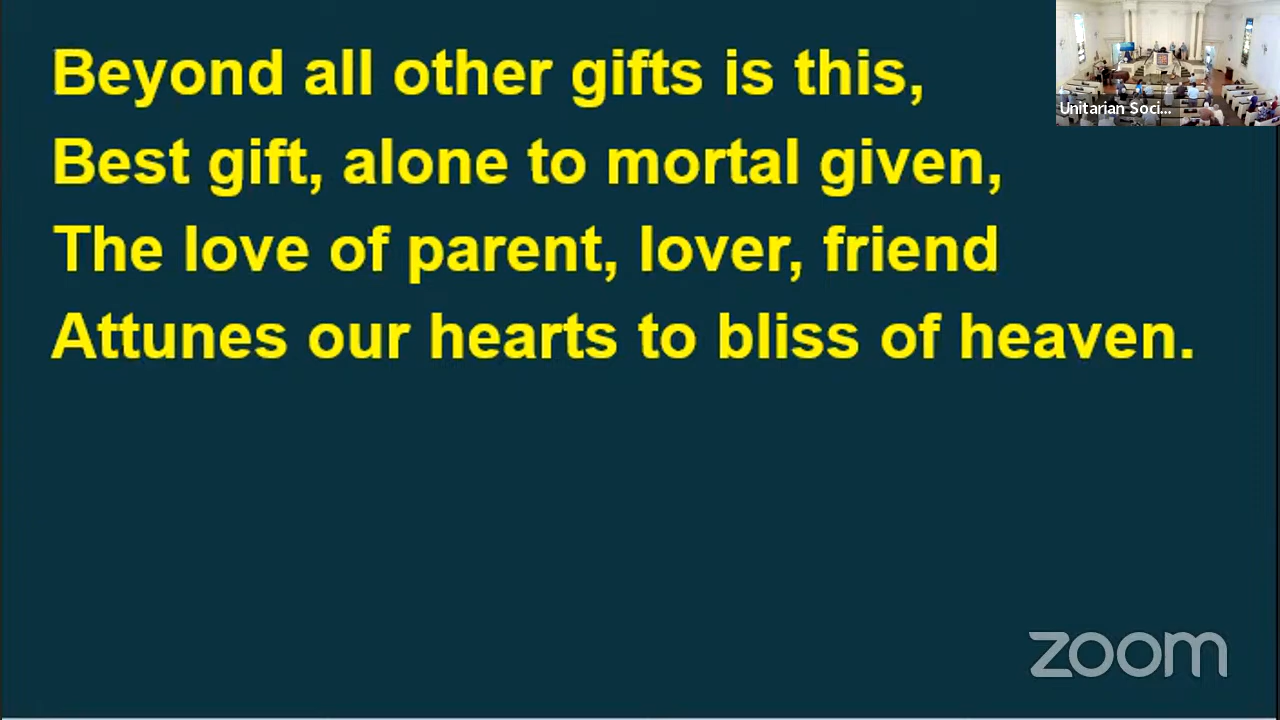 Beyond all other gifts is this,
Best gift, alone to mortal given,
The love of parent, lover, friend
Attunes our hearts to bliss of heaven.
Unitarian Soci...
zoom